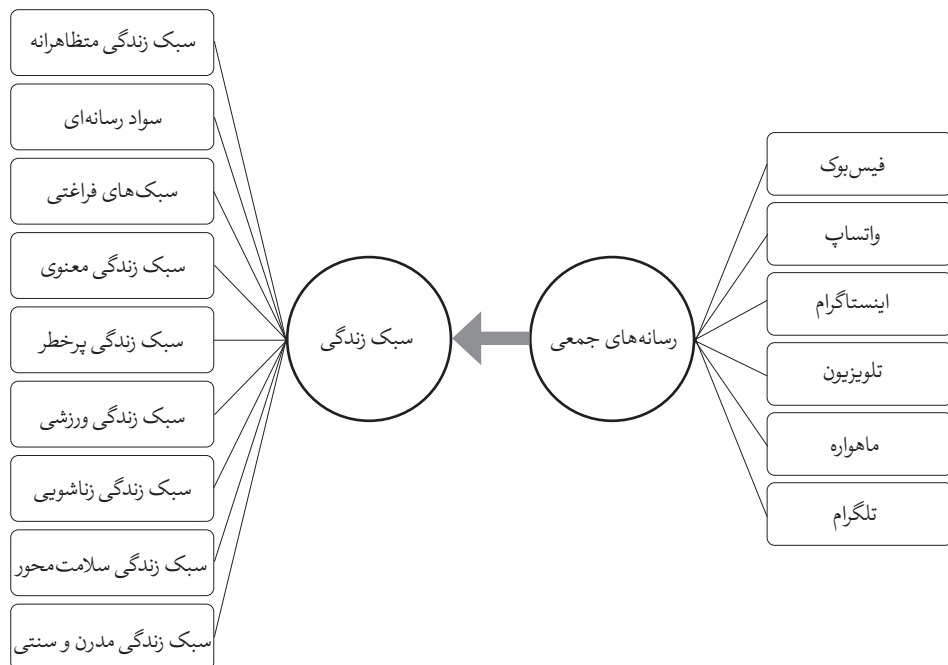 فیس‌بوک
واتساپ
اینستاگرام
تلویزیون
ماهواره
تلگرام
رسانه‌های جمعی
سبک زندگی
سبک زندگی متظاهرانه
سواد رسانه‌ای
سبک‌های فراغتی
سبک زندگی معنوی
سبک زندگی پرخطر
سبک زندگی ورزشی
سبک زندگی زناشویی
سبک زندگی سلامت‌محور
سبک زندگی مدرن و سنتی